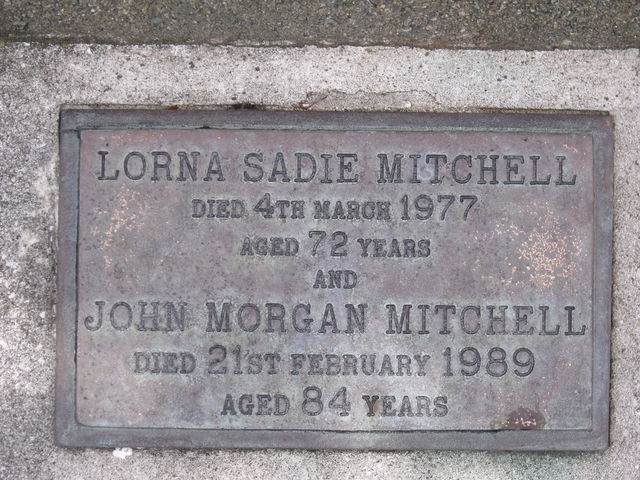 LORNA SADIE MITCHELL
DIED 4TH MARCH 1977
AGED 72 YEARS
AND
JOHN MORGAN MITCHELL
DIED 21ST FEBRUARY 1989
AGED 84 YEARS